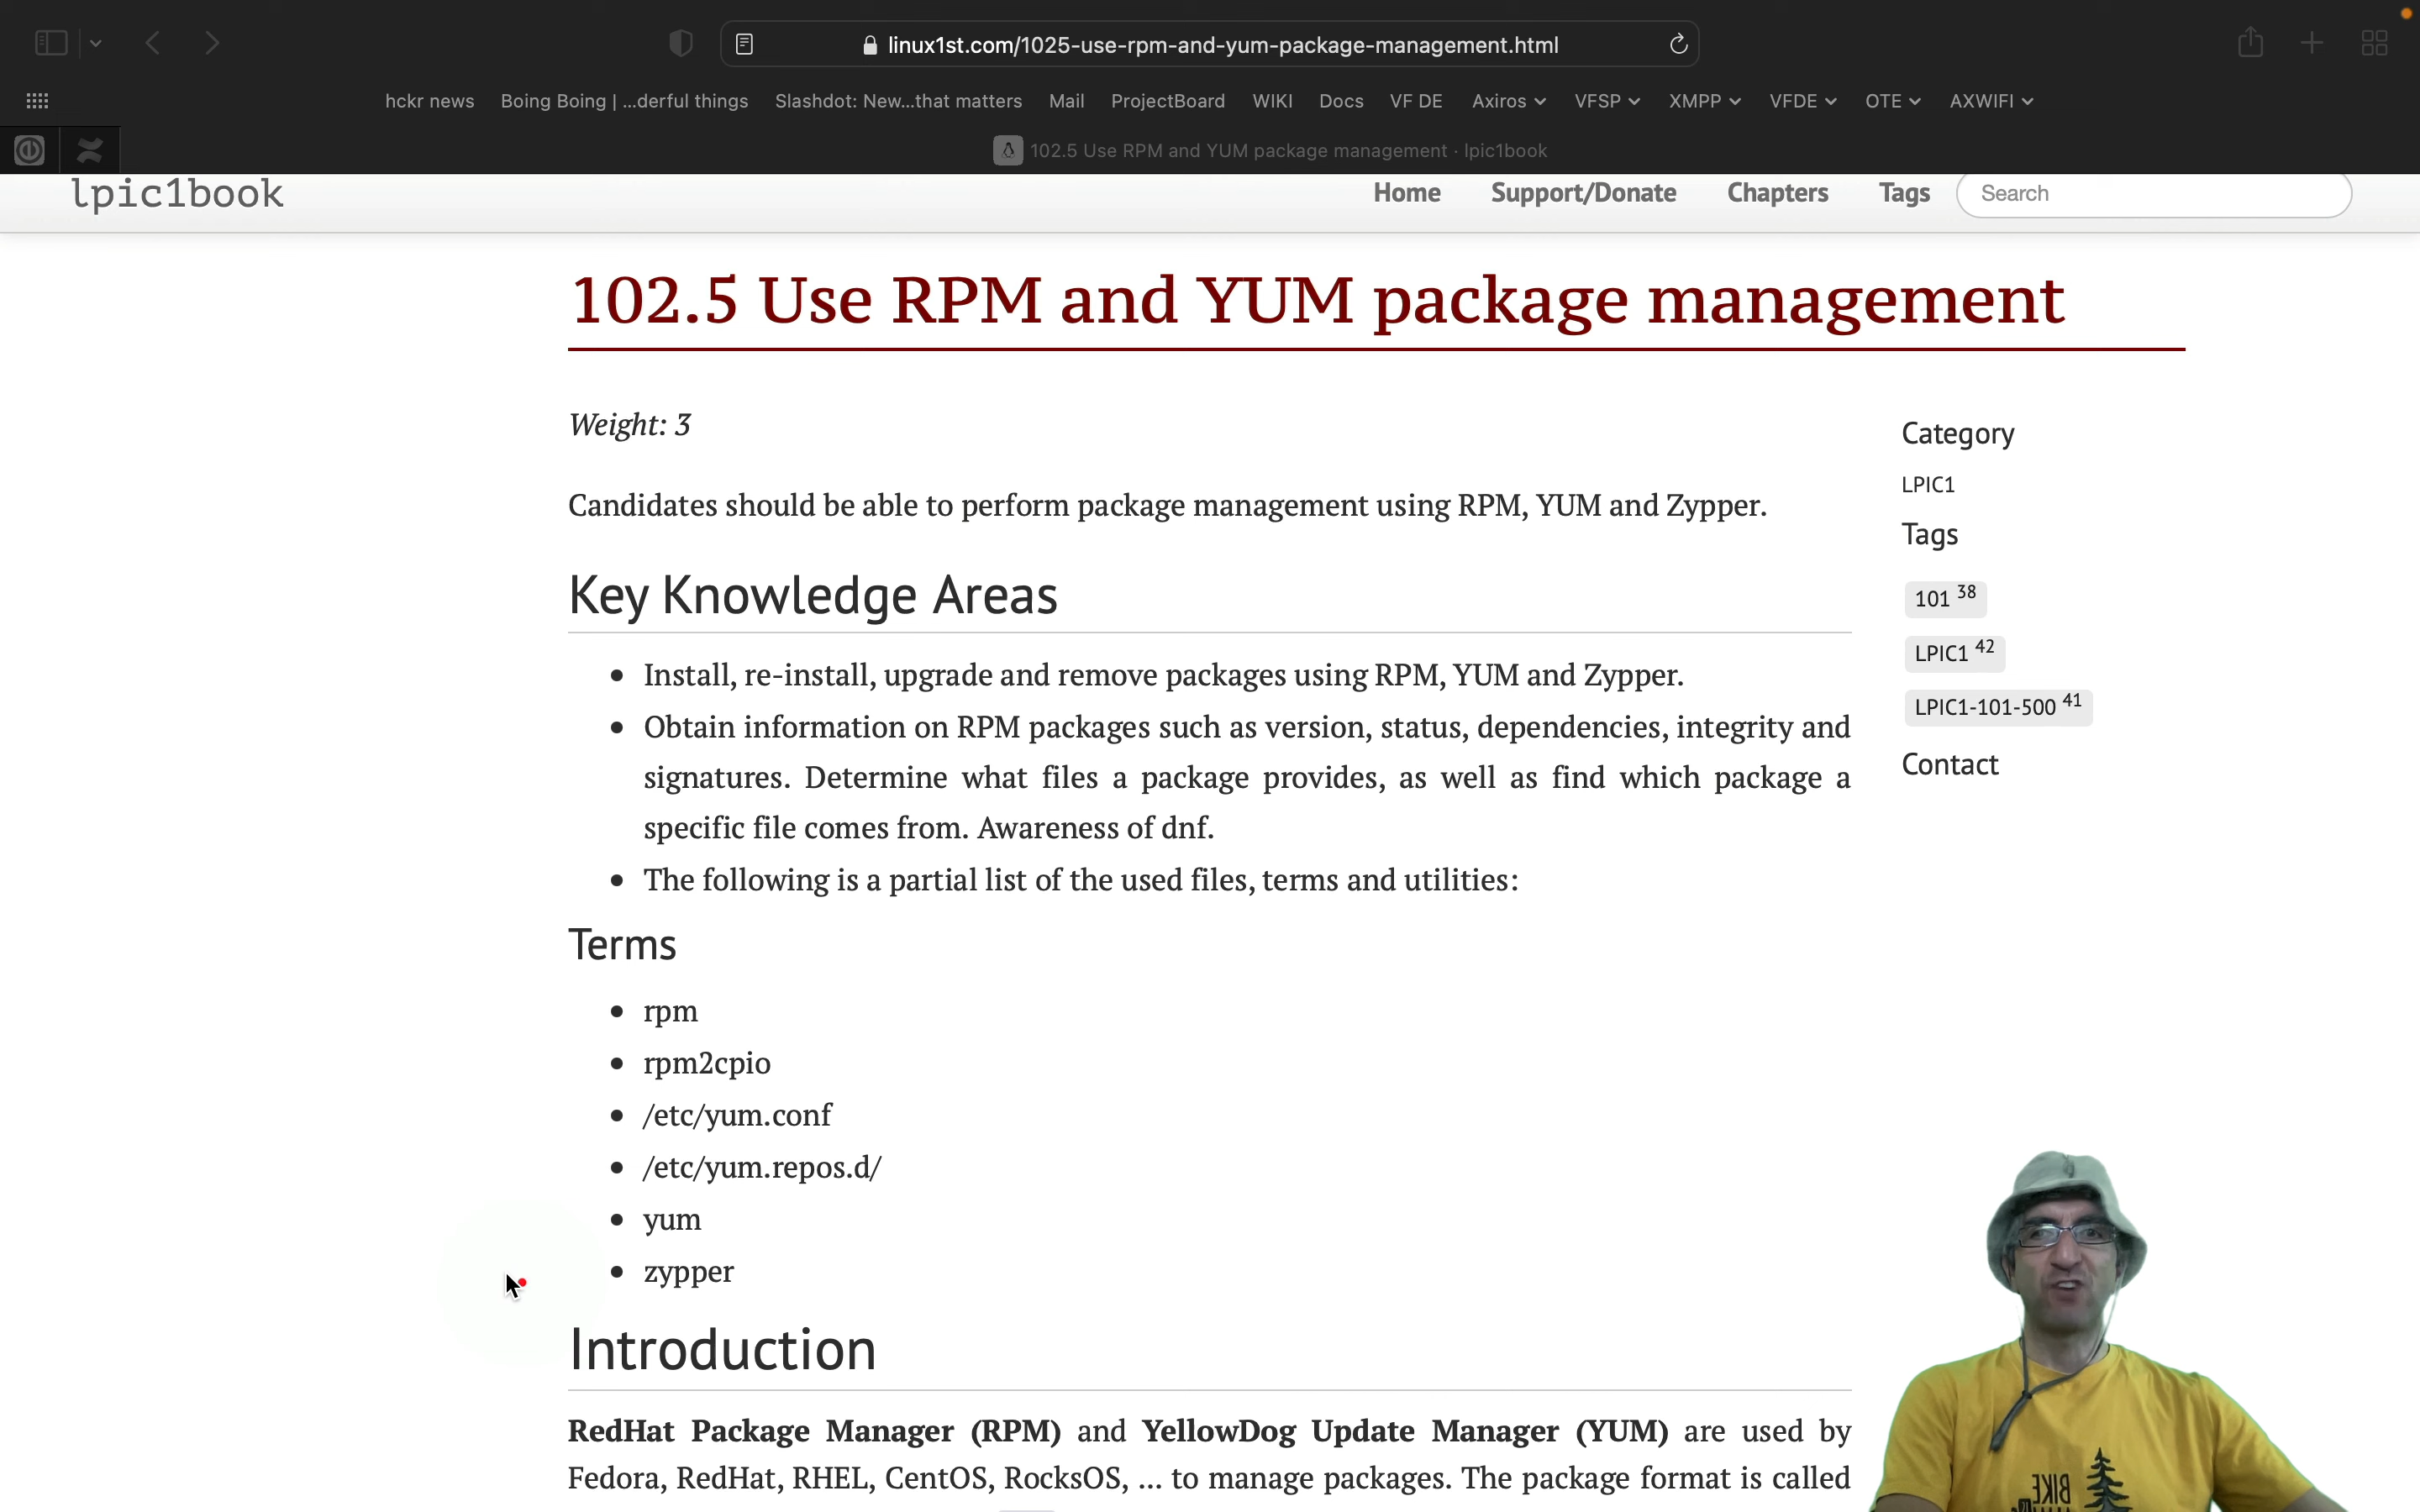 linux1st.com/1025-use-rpm-and-yum-package-management.html
hckr news Boing Boing | ...derful things Slashdot: New...that matters Mail ProjectBoard WIKI Docs VF DE Axiros VFSP XMPP VFDE OTE AXWIFI
102.5 Use RPM and YUM package management · lpic1book
lpic1book Home Support/Donate Chapters Tags Search
102.5 Use RPM and YUM package management
Weight: 3
Candidates should be able to perform package management using RPM, YUM and Zypper.
Key Knowledge Areas
• Install, re-install, upgrade and remove packages using RPM, YUM and Zypper.
• Obtain information on RPM packages such as version, status, dependencies, integrity and
signatures. Determine what files a package provides, as well as find which package a
specific file comes from. Awareness of dnf.
• The following is a partial list of the used files, terms and utilities:
Terms
• rpm
• rpm2cpio
• /etc/yum.conf
• /etc/yum.repos.d/
• yum
• zypper
Introduction
RedHat Package Manager (RPM) and YellowDog Update Manager (YUM) are used by
Fedora, RedHat, RHEL, CentOS, RocksOS, ... to manage packages. The package format is called
Category
LPIC1
Tags
101 38
LPIC1 42
LPIC1-101-500 41
Contact
BIKE